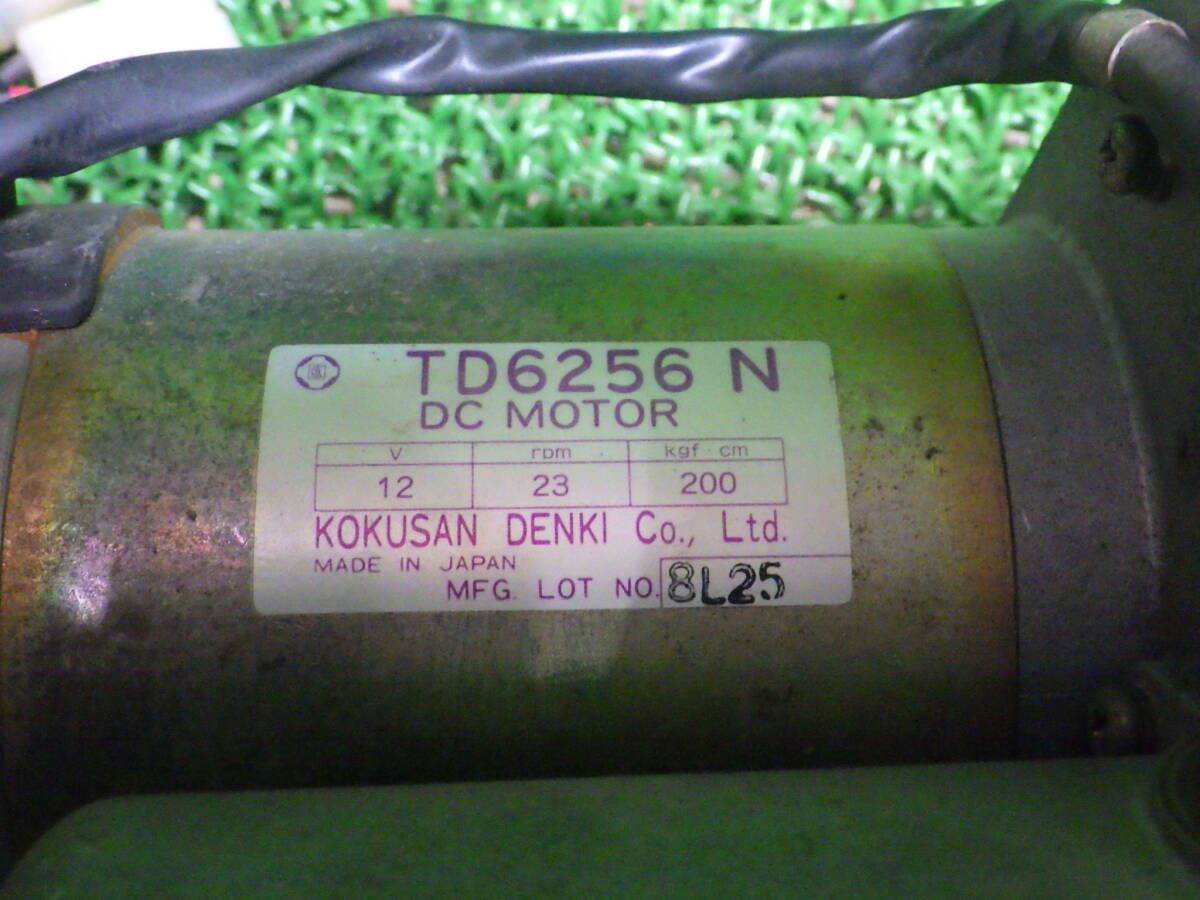 TD6256 N
DC MOTOR
V rpm kgf·cm
12 23 200
KOKUSAN DENKI Co., Ltd.
MADE IN JAPAN
MFG. LOT NO. 8L25